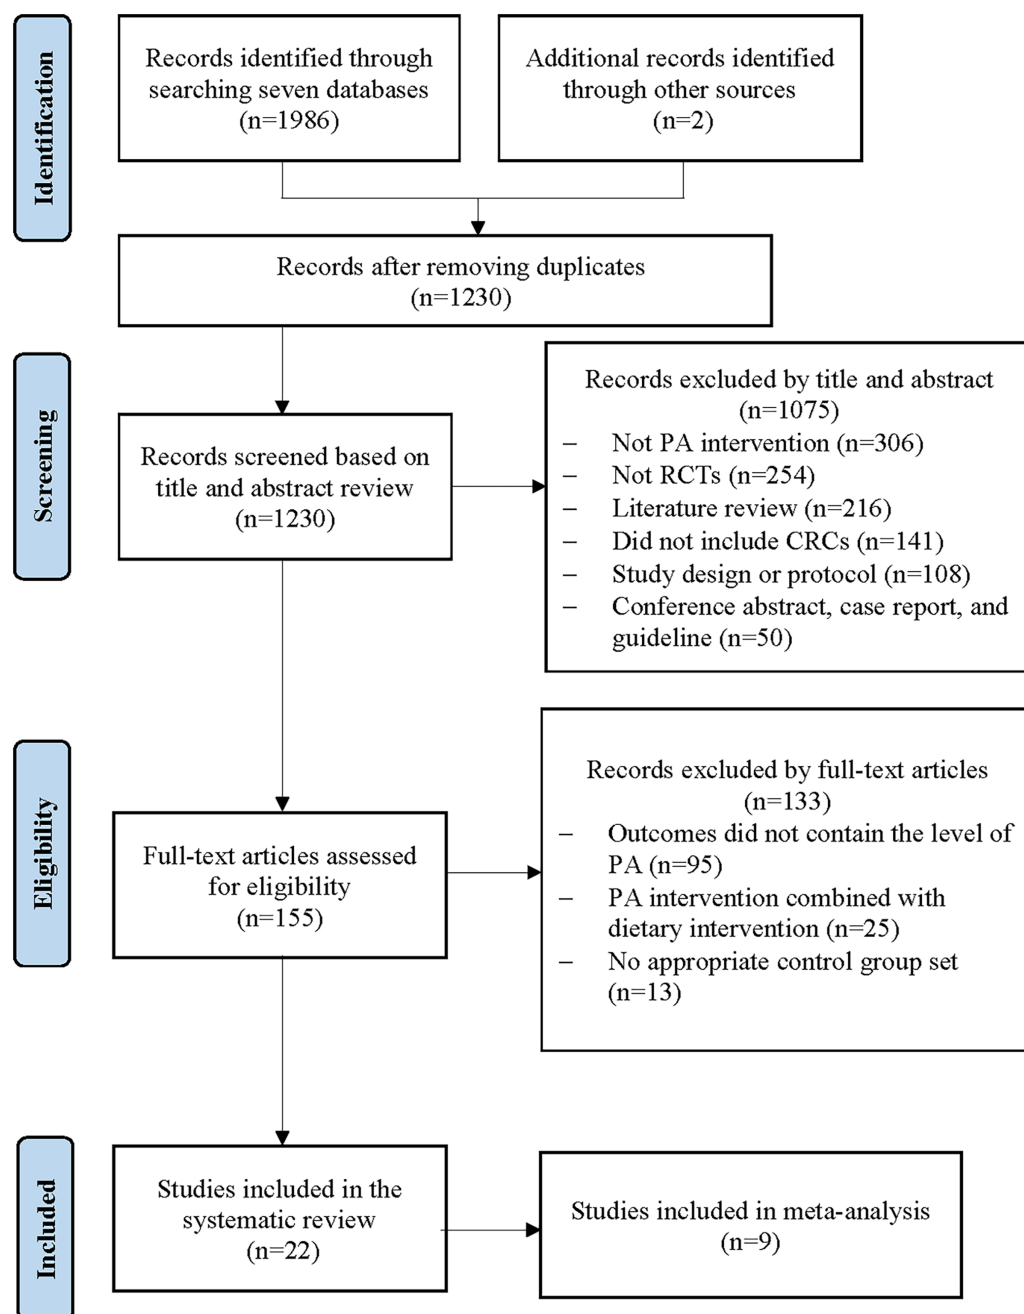 Identification
Records identified through
searching seven databases
(n=1986)
Additional records identified
through other sources
(n=2)
Records after removing duplicates
(n=1230)
Screening
Records screened based on
title and abstract review
(n=1230)
Records excluded by title and abstract
(n=1075)
– Not PA intervention (n=306)
– Not RCTs (n=254)
– Literature review (n=216)
– Did not include CRCs (n=141)
– Study design or protocol (n=108)
– Conference abstract, case report, and
guideline (n=50)
Eligibility
Full-text articles assessed
for eligibility
(n=155)
Records excluded by full-text articles
(n=133)
– Outcomes did not contain the level of
PA (n=95)
– PA intervention combined with
dietary intervention (n=25)
– No appropriate control group set
(n=13)
Included
Studies included in the
systematic review
(n=22)
Studies included in meta-analysis
(n=9)